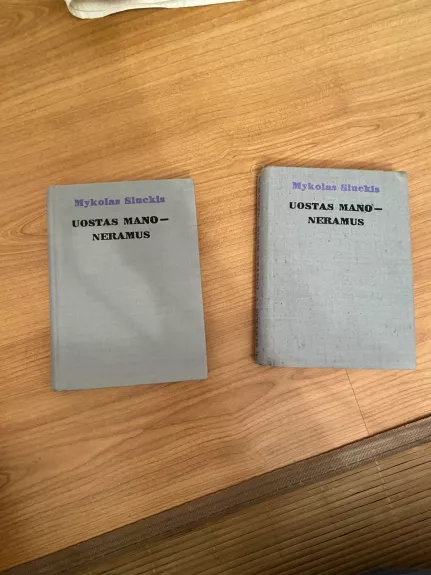 Mykolas Sluckis
UOSTAS MANO —
NERAMUS
Mykolas Sluckis
UOSTAS MANO —
NERAMUS